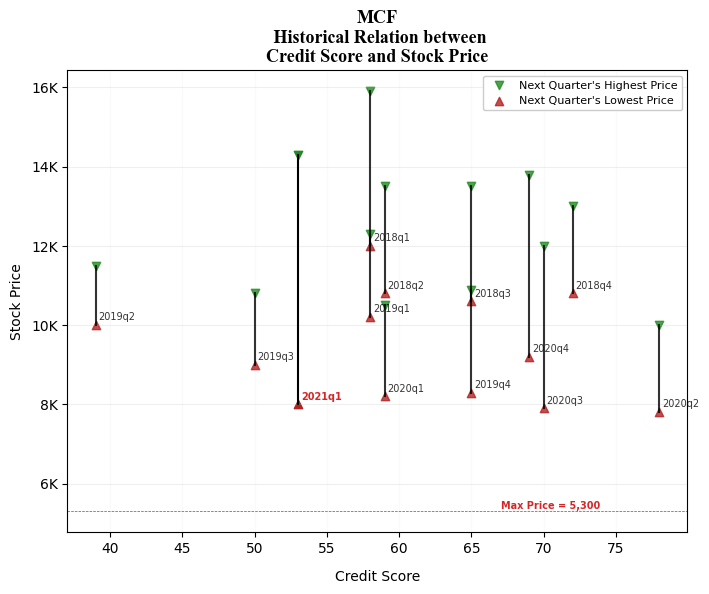 MCF
Historical Relation between
Credit Score and Stock Price
Next Quarter's Highest Price
Next Quarter's Lowest Price
16K
14K
12K
10K
8K
6K
Stock Price
2018q1
2018q2
2018q3
2018q4
2019q1
2019q2
2019q3
2019q4
2020q1
2020q2
2020q3
2020q4
2021q1
Max Price = 5,300
40 45 50 55 60 65 70 75
Credit Score